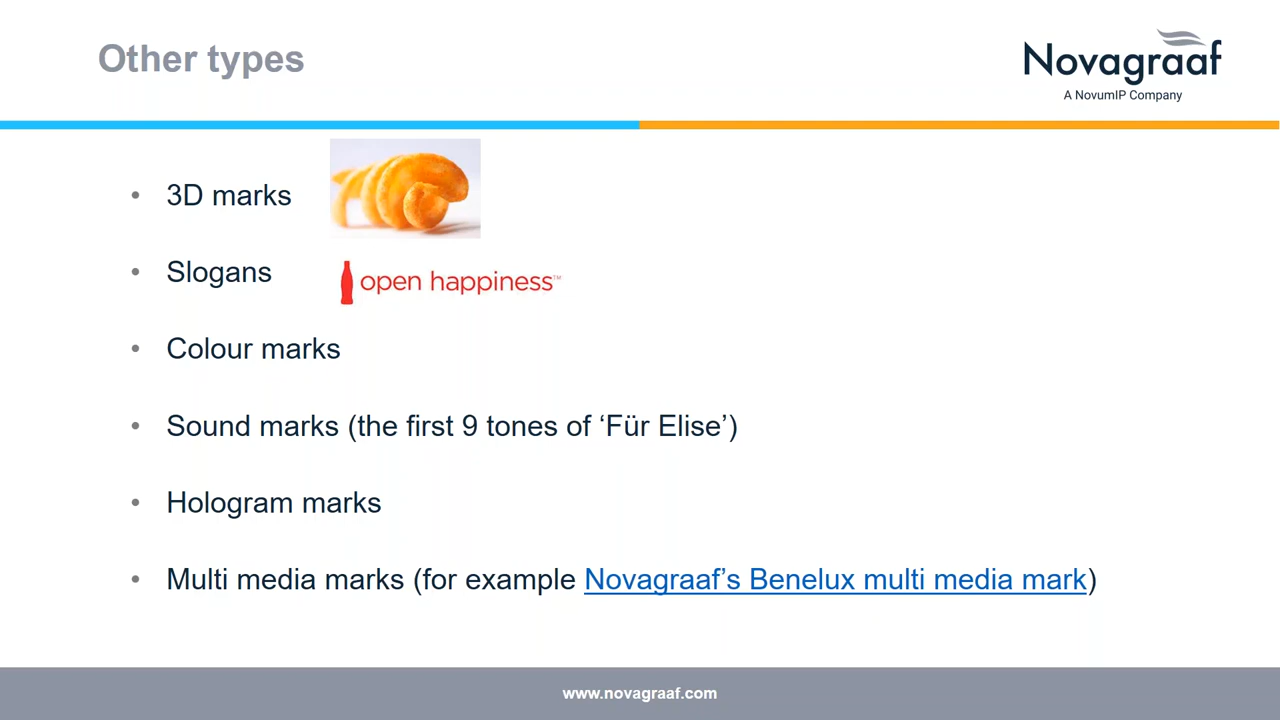 Other types
Novagraaf
A NovumIP Company
• 3D marks
• Slogans
open happiness™
• Colour marks
• Sound marks (the first 9 tones of ‘Für Elise’)
• Hologram marks
• Multi media marks (for example Novagraaf’s Benelux multi media mark)
www.novagraaf.com